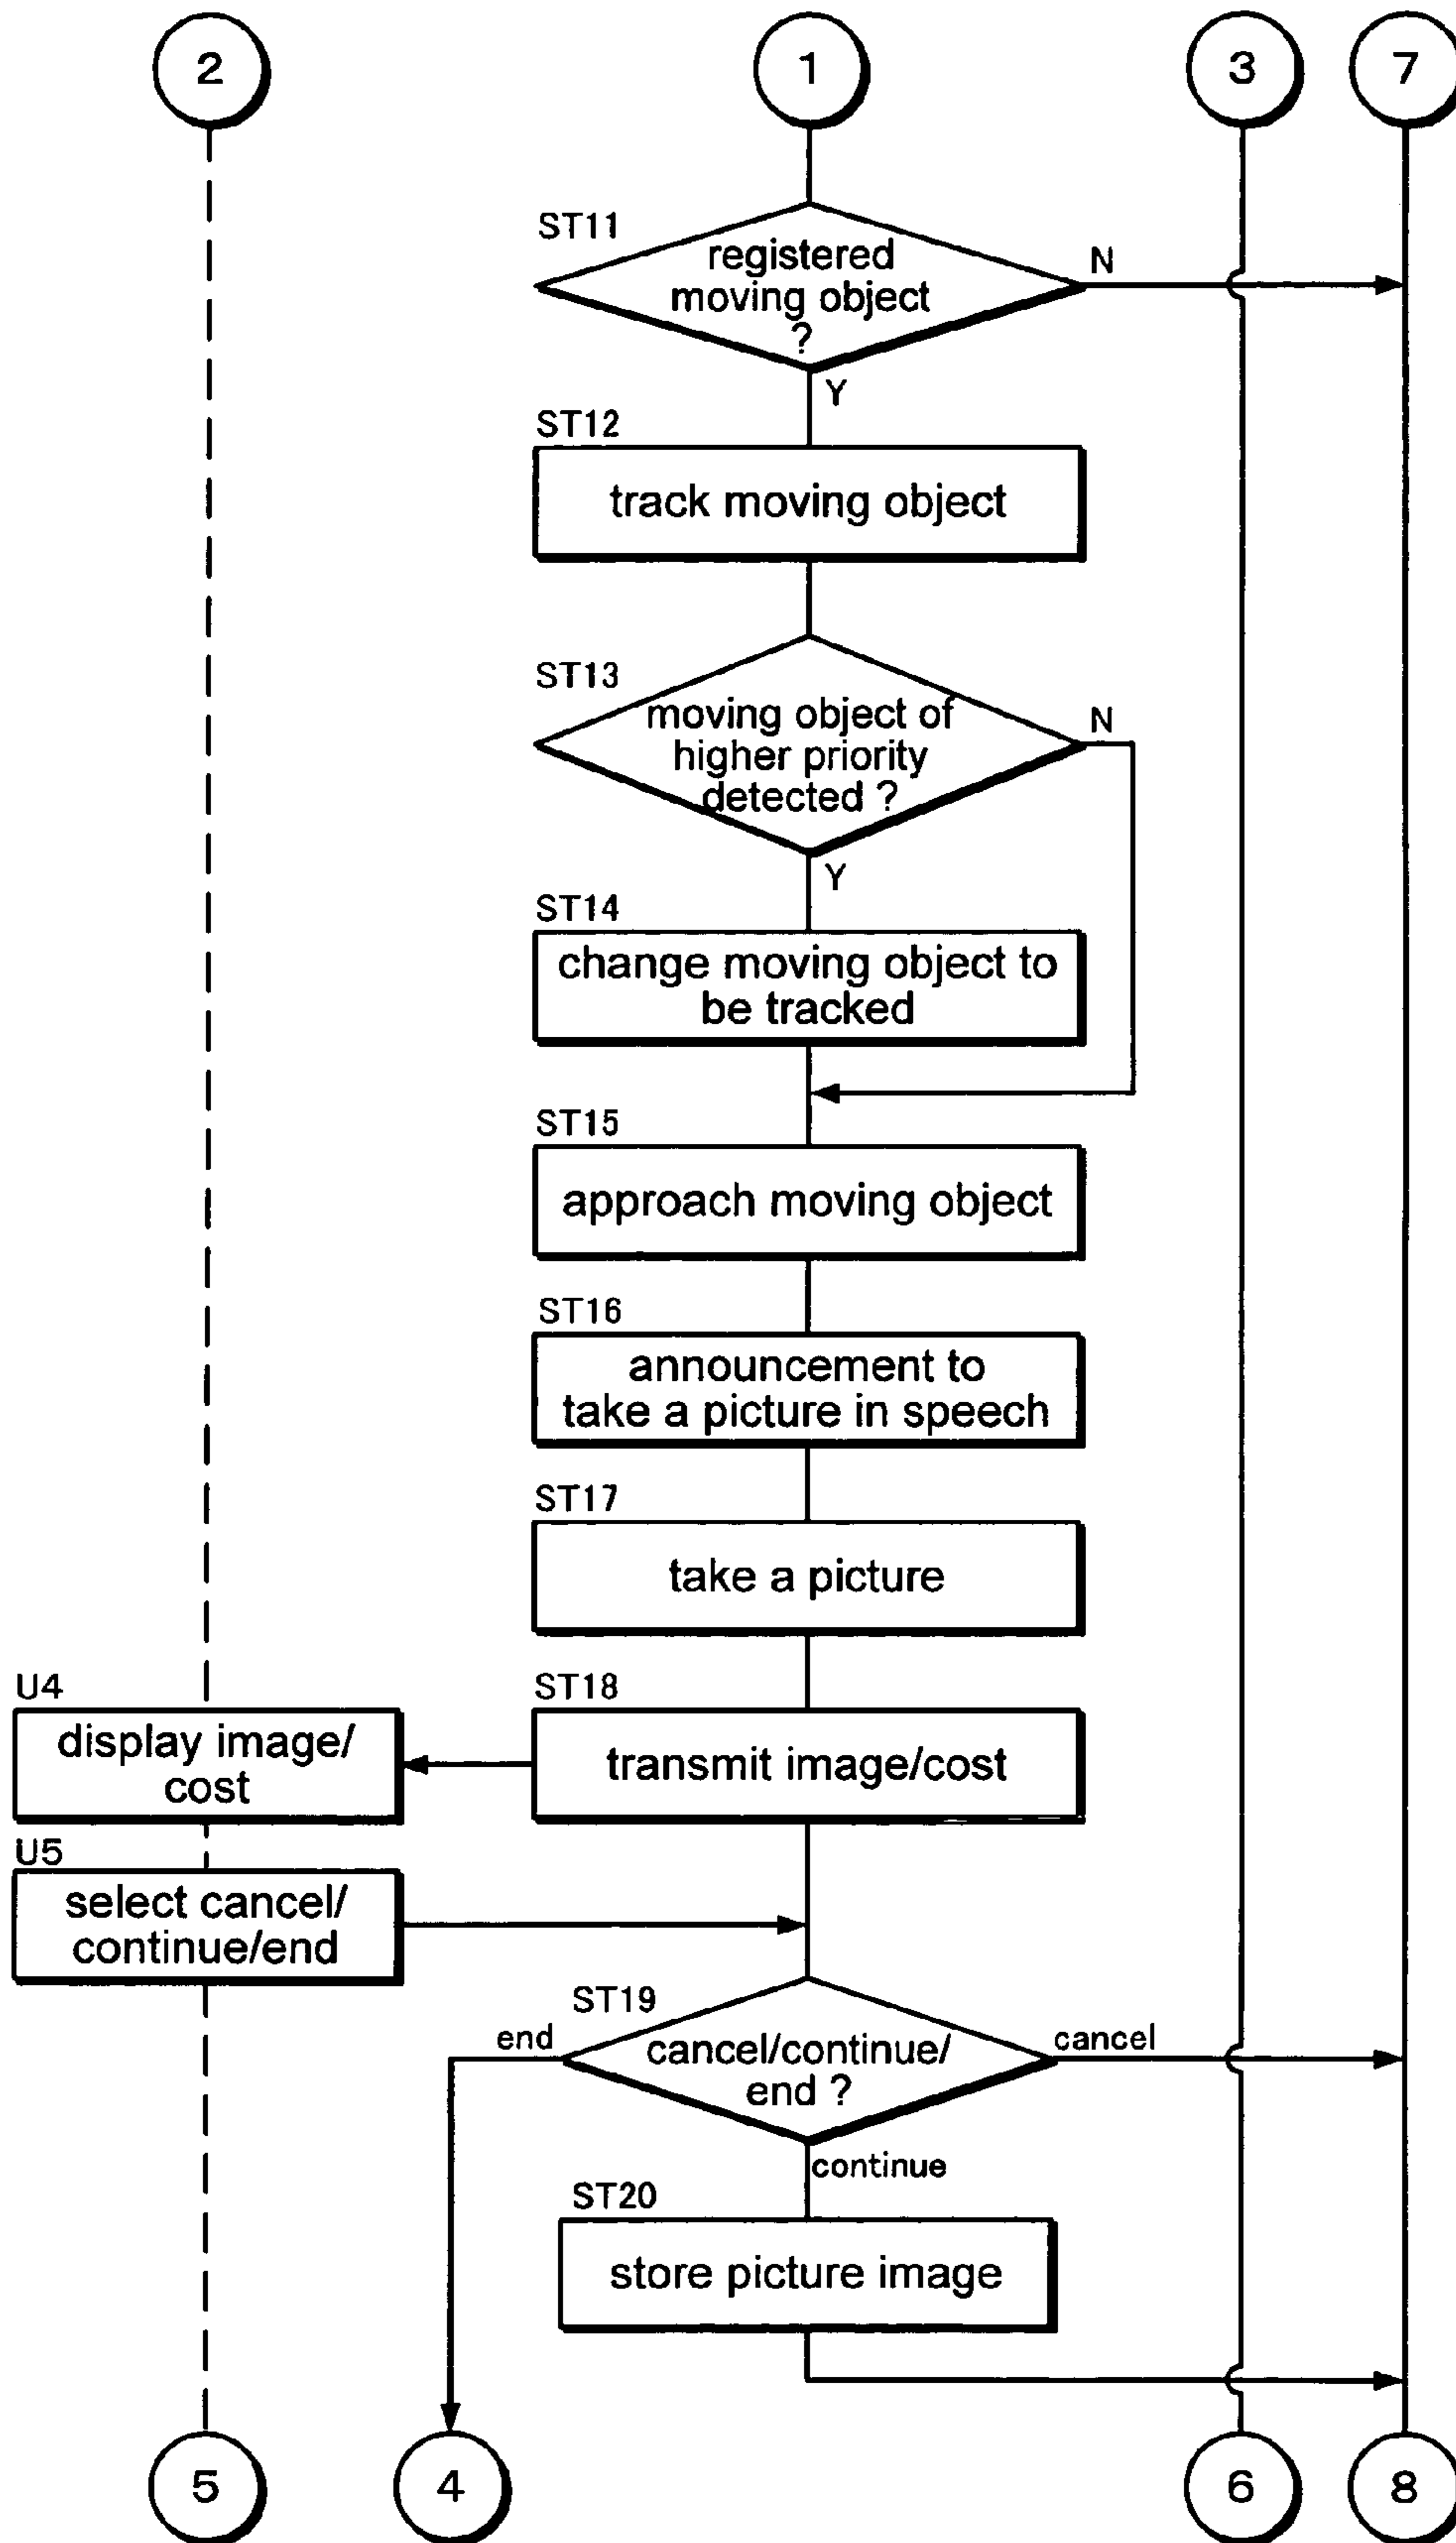 2
1
3
7
ST11
registered
moving object
?
N
Y
ST12
track moving object
ST13
moving object of
higher priority
detected ?
N
Y
ST14
change moving object to
be tracked
ST15
approach moving object
ST16
announcement to
take a picture in speech
ST17
take a picture
U4
display image/
cost
ST18
transmit image/cost
U5
select cancel/
continue/end
ST19
end
cancel/continue/
end ?
cancel
continue
ST20
store picture image
5
4
6
8